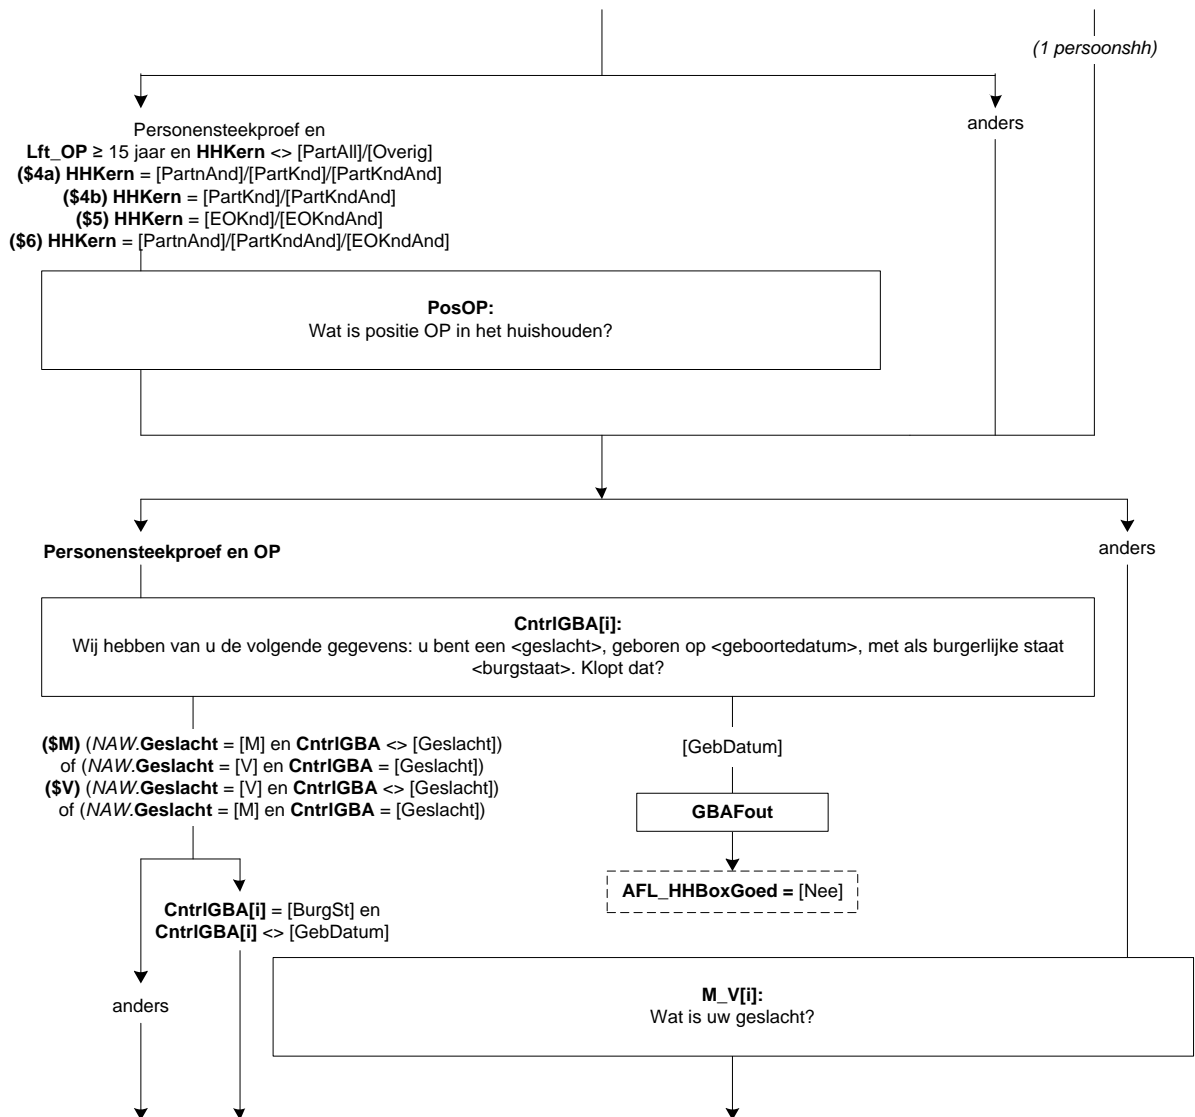 (1 persoonshh)
Personensteekproef en
Lft_OP ≥ 15 jaar en HHKern <> [PartAll]/[Overig]
($4a) HHKern = [PartnAnd]/[PartKnd]/[PartKndAnd]
($4b) HHKern = [PartKnd]/[PartKndAnd]
($5) HHKern = [EOKnd]/[EOKndAnd]
($6) HHKern = [PartnAnd]/[PartKndAnd]/[EOKndAnd]
anders
PosOP:
Wat is positie OP in het huishouden?
Personensteekproef en OP
anders
CntrlGBA[i]:
Wij hebben van u de volgende gegevens: u bent een <geslacht>, geboren op <geboortedatum>, met als burgerlijke staat
<burgstaat>. Klopt dat?
($M) (NAW.Geslacht = [M] en CntrlGBA <> [Geslacht])
of (NAW.Geslacht = [V] en CntrlGBA = [Geslacht])
($V) (NAW.Geslacht = [V] en CntrlGBA <> [Geslacht])
of (NAW.Geslacht = [M] en CntrlGBA = [Geslacht])
[GebDatum]
GBAFout
AFL_HHBoxGoed = [Nee]
CntrlGBA[i] = [BurgSt] en
CntrlGBA[i] <> [GebDatum]
anders
M_V[i]:
Wat is uw geslacht?